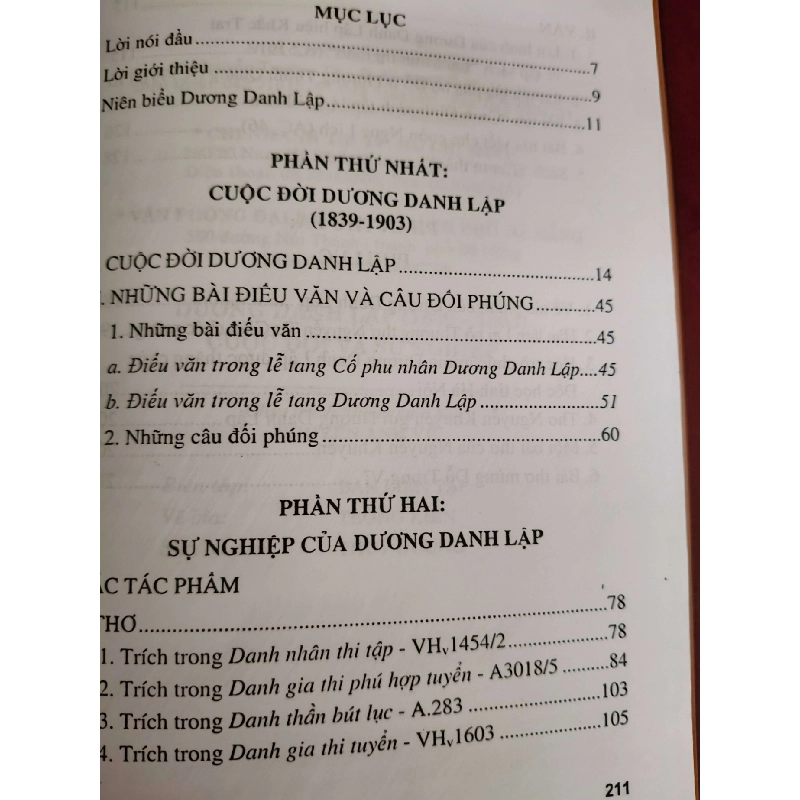 MỤC LỤC
Lời nói đầu......7
Lời giới thiệu......9
Niên biểu Dương Danh Lập......11
PHẦN THỨ NHẤT:
CUỘC ĐỜI DƯƠNG DANH LẬP
(1839-1903)
CUỘC ĐỜI DƯƠNG DANH LẬP......14
. NHỮNG BÀI ĐIẾU VĂN VÀ CÂU ĐỐI PHÚNG......45
1. Những bài điếu văn......45
a. Điếu văn trong lễ tang Cố phu nhân Dương Danh Lập....45
b. Điếu văn trong lễ tang Dương Danh Lập......51
2. Những câu đối phúng......60
PHẦN THỨ HAI:
SỰ NGHIỆP CỦA DƯƠNG DANH LẬP
ÁC TÁC PHẨM
THƠ......78
1. Trích trong Danh nhân thi tập - VHv1454/2......78
2. Trích trong Danh gia thi phú hợp tuyển - A3018/5......84
3. Trích trong Danh thần bút lục - A.283......103
4. Trích trong Danh gia thi tuyển - VHv1603......105
211